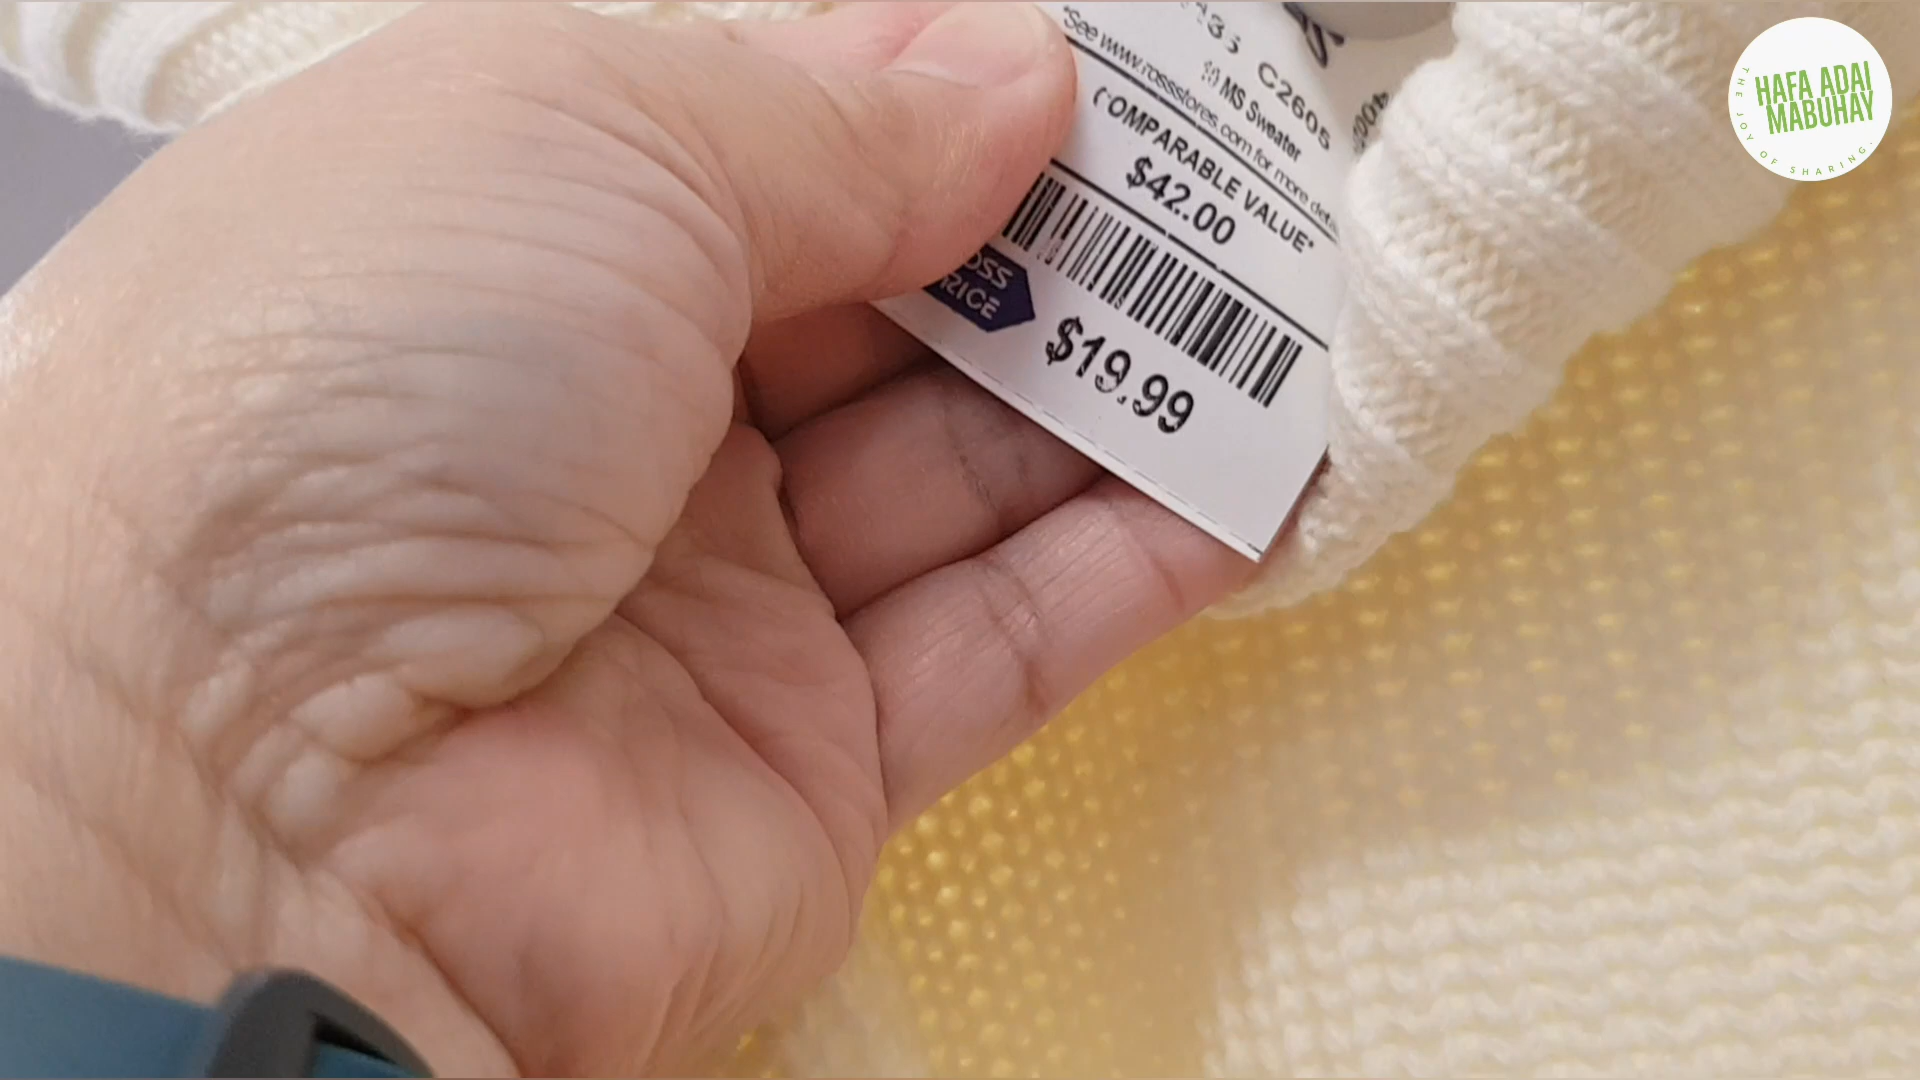 C2605
MS Sweater
*See www.rossstores.com for more
COMPARABLE VALUE*
$42.00
$19.99
HAFA ADAI
MABUHAY
THE JOY OF SHARING.